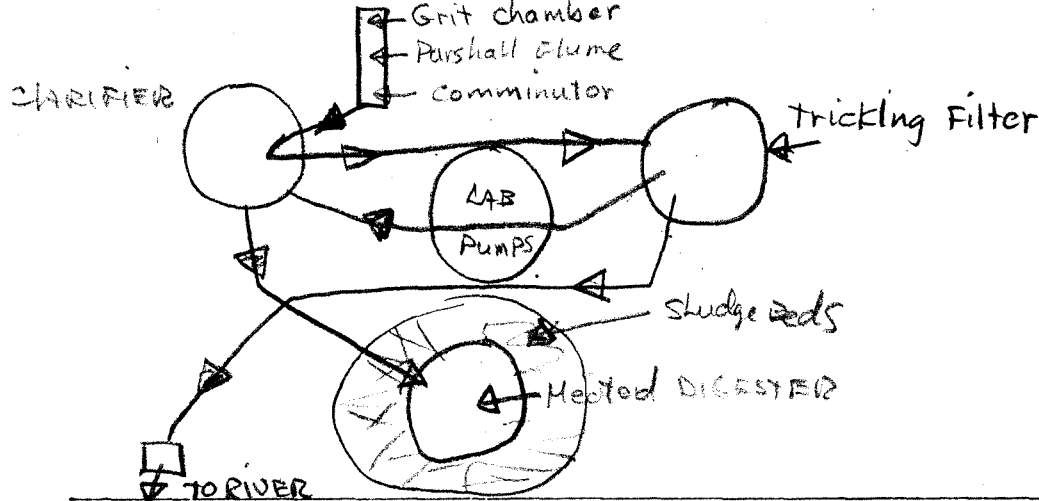 Grit chamber
Parshall Flume
comminutor
CLARIFIER
Trickling Filter
LAB
Pumps
Sludge Beds
Heated DIGESTER
TO RIVER